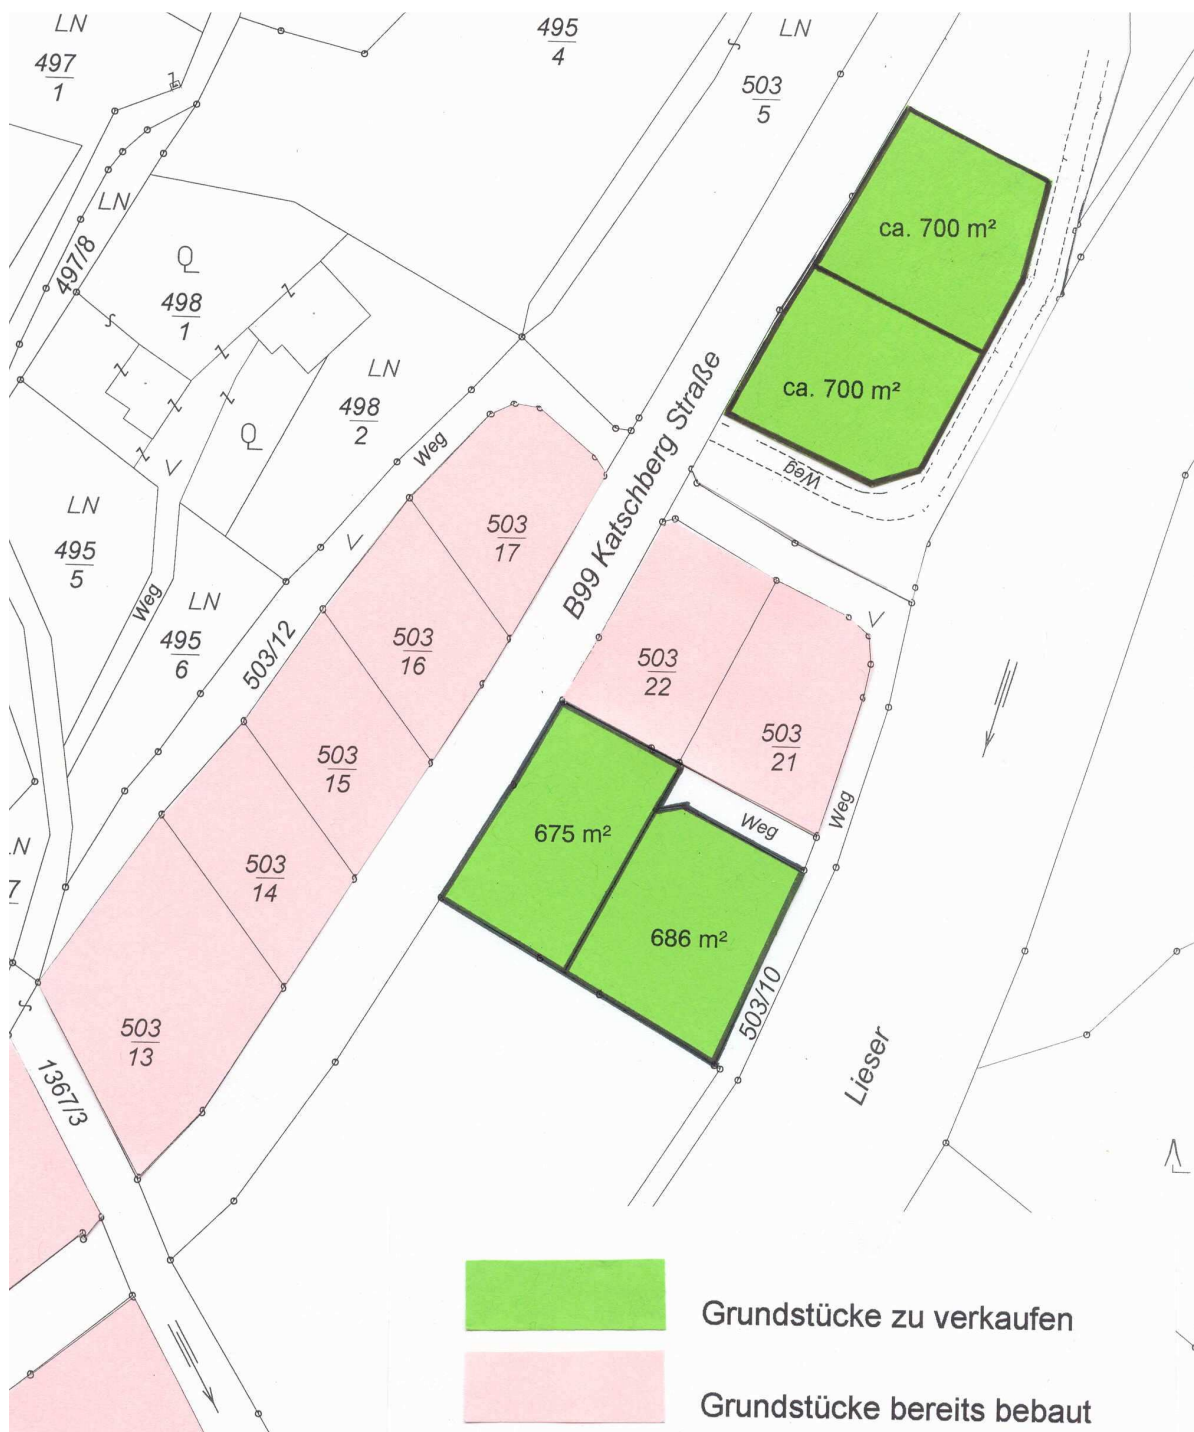 LN
497
1
495
4
LN
503
5
LN
497/8
498
1
ca. 700 m²
ca. 700 m²
LN
498
2
Weg
B99 Katschberg Straße
Weg
LN
495
5
503
17
Weg
LN
495
6
503/12
503
16
503
22
503
21
503
15
675 m²
Weg
Weg
LN
7
503
14
686 m²
503/10
503
13
1367/3
Lieser
Grundstücke zu verkaufen
Grundstücke bereits bebaut